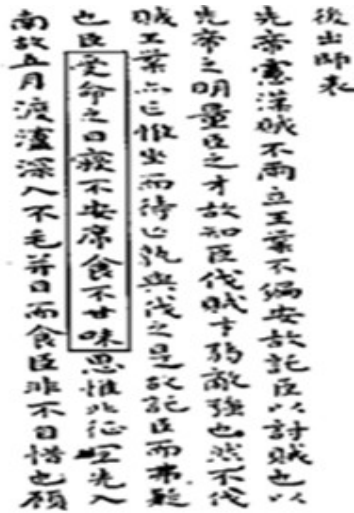 後出師表
先帝慮漢賊不兩立王業不偏安故託臣以討賊也以
先帝之明量臣之才故知臣伐賊才弱敵強也然不伐
賊王業亦亡惟坐而待亡孰與伐之是故託臣而弗疑
也臣受命之日寢不安席食不甘味思惟北征宜先入
南故五月渡瀘深入不毛并日而食臣非不自惜也顧